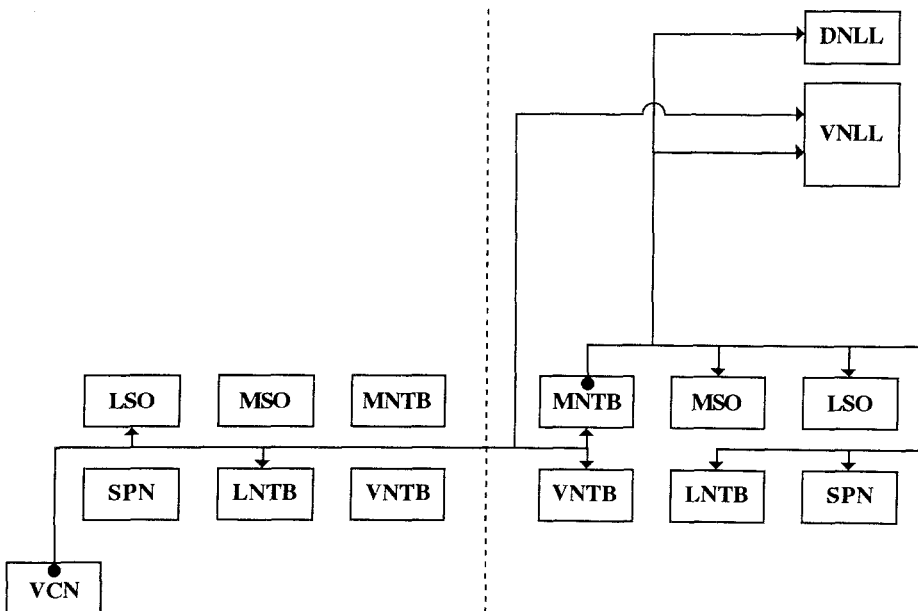 DNLL
VNLL
LSO MSO MNTB MNTB MSO LSO
SPN LNTB VNTB VNTB LNTB SPN
VCN